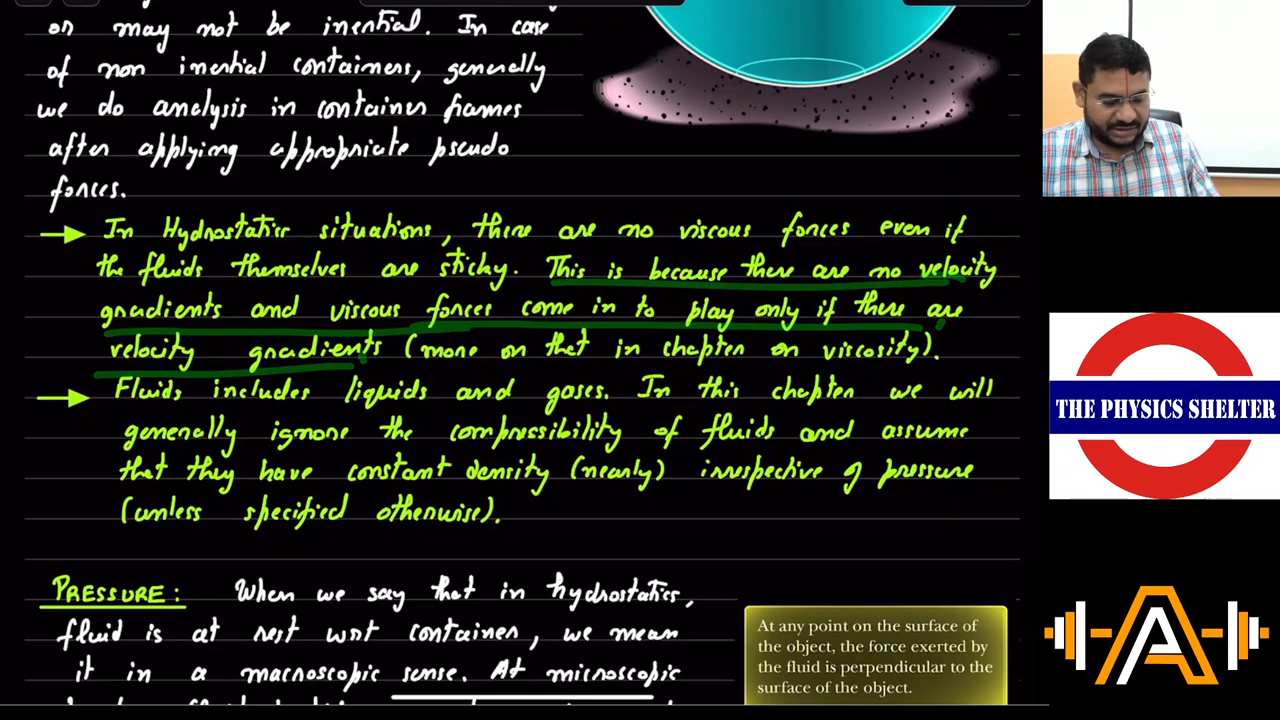 or may not be inertial. In case
of non inertial containers, generally
we do analysis in container frames
after applying appropriate pseudo
forces.
→ In Hydrostatics situations, there are no viscous forces even if
the fluids themselves are sticky. This is because there are no velocity
gradients and viscous forces come in to play only if there are
velocity gradients (more on that in chapter on viscosity).
→ Fluids includes liquids and gases. In this chapter we will
generally ignore the compressibility of fluids and assume
that they have constant density (nearly) irrespective of pressure
(unless specified otherwise).
PRESSURE: When we say that in hydrostatics,
fluid is at rest wrt container, we mean
it in a macroscopic sense. At microscopic
At any point on the surface of
the object, the force exerted by
the fluid is perpendicular to the
surface of the object.
THE PHYSICS SHELTER